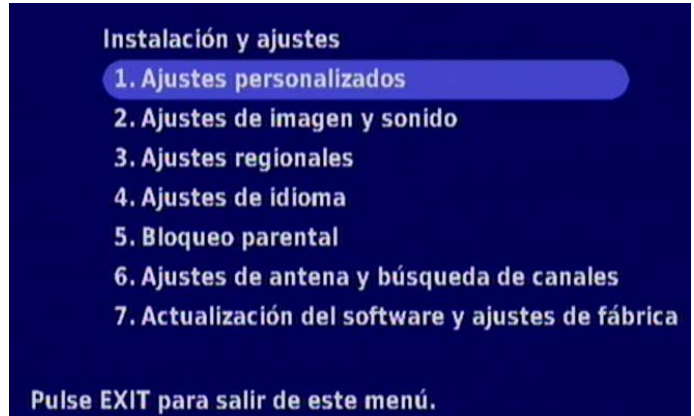 Instalación y ajustes
1. Ajustes personalizados
2. Ajustes de imagen y sonido
3. Ajustes regionales
4. Ajustes de idioma
5. Bloqueo parental
6. Ajustes de antena y búsqueda de canales
7. Actualización del software y ajustes de fábrica
Pulse EXIT para salir de este menú.